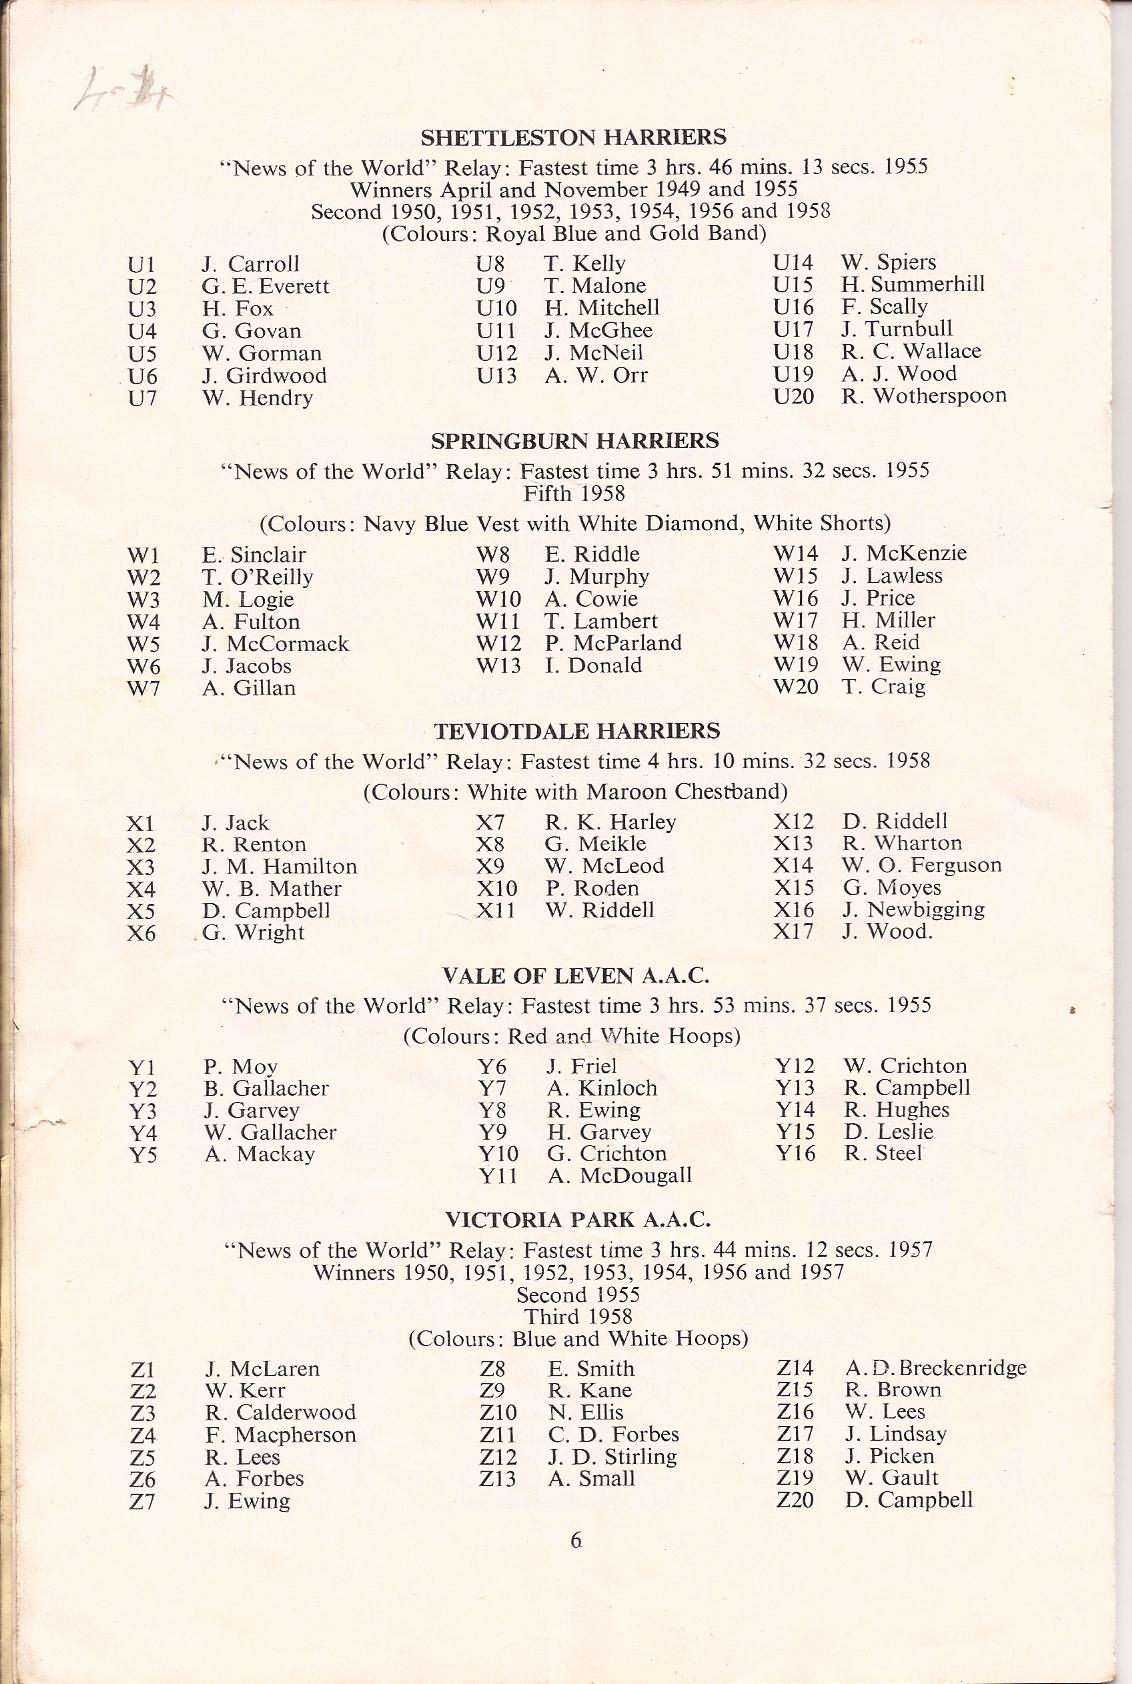 SHETTLESTON HARRIERS
“News of the World” Relay: Fastest time 3 hrs. 46 mins. 13 secs. 1955
Winners April and November 1949 and 1955
Second 1950, 1951, 1952, 1953, 1954, 1956 and 1958
(Colours: Royal Blue and Gold Band)
U1 J. Carroll U8 T. Kelly U14 W. Spiers
U2 G. E. Everett U9 T. Malone U15 H. Summerhill
U3 H. Fox U10 H. Mitchell U16 F. Scally
U4 G. Govan U11 J. McGhee U17 J. Turnbull
U5 W. Gorman U12 J. McNeil U18 R. C. Wallace
U6 J. Girdwood U13 A. W. Orr U19 A. J. Wood
U7 W. Hendry U20 R. Wotherspoon
SPRINGBURN HARRIERS
“News of the World” Relay: Fastest time 3 hrs. 51 mins. 32 secs. 1955
Fifth 1958
(Colours: Navy Blue Vest with White Diamond, White Shorts)
W1 E. Sinclair W8 E. Riddle W14 J. McKenzie
W2 T. O’Reilly W9 J. Murphy W15 J. Lawless
W3 M. Logie W10 A. Cowie W16 J. Price
W4 A. Fulton W11 T. Lambert W17 H. Miller
W5 J. McCormack W12 P. McParland W18 A. Reid
W6 J. Jacobs W13 I. Donald W19 W. Ewing
W7 A. Gillan W20 T. Craig
TEVIOTDALE HARRIERS
“News of the World” Relay: Fastest time 4 hrs. 10 mins. 32 secs. 1958
(Colours: White with Maroon Chestband)
X1 J. Jack X7 R. K. Harley X12 D. Riddell
X2 R. Renton X8 G. Meikle X13 R. Wharton
X3 J. M. Hamilton X9 W. McLeod X14 W. O. Ferguson
X4 W. B. Mather X10 P. Roden X15 G. Moyes
X5 D. Campbell X11 W. Riddell X16 J. Newbigging
X6 G. Wright X17 J. Wood.
VALE OF LEVEN A.A.C.
“News of the World” Relay: Fastest time 3 hrs. 53 mins. 37 secs. 1955
(Colours: Red and White Hoops)
Y1 P. Moy Y6 J. Friel Y12 W. Crichton
Y2 B. Gallacher Y7 A. Kinloch Y13 R. Campbell
Y3 J. Garvey Y8 R. Ewing Y14 R. Hughes
Y4 W. Gallacher Y9 H. Garvey Y15 D. Leslie
Y5 A. Mackay Y10 G. Crichton Y16 R. Steel
Y11 A. McDougall
VICTORIA PARK A.A.C.
“News of the World” Relay: Fastest time 3 hrs. 44 mins. 12 secs. 1957
Winners 1950, 1951, 1952, 1953, 1954, 1956 and 1957
Second 1955
Third 1958
(Colours: Blue and White Hoops)
Z1 J. McLaren Z8 E. Smith Z14 A. D. Breckenridge
Z2 W. Kerr Z9 R. Kane Z15 R. Brown
Z3 R. Calderwood Z10 N. Ellis Z16 W. Lees
Z4 F. Macpherson Z11 C. D. Forbes Z17 J. Lindsay
Z5 R. Lees Z12 J. D. Stirling Z18 J. Picken
Z6 A. Forbes Z13 A. Small Z19 W. Gault
Z7 J. Ewing Z20 D. Campbell
6